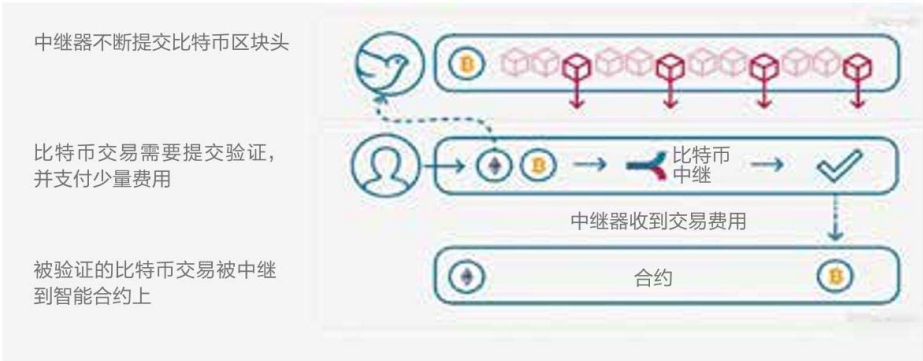 中继器不断提交比特币区块头
比特币交易需要提交验证，
并支付少量费用
比特币
中继
中继器收到交易费用
被验证的比特币交易被中继
到智能合约上
合约